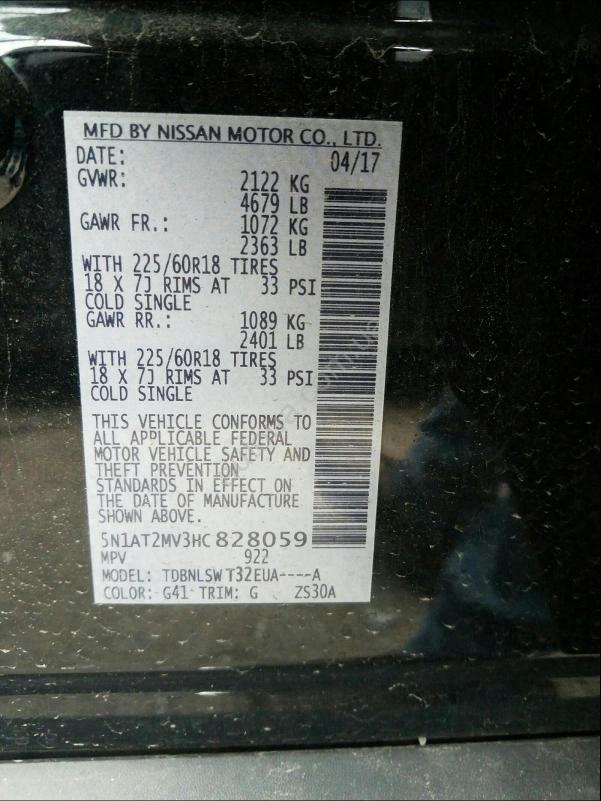 MFD BY NISSAN MOTOR CO., LTD.
DATE: 04/17
GVWR: 2122 KG
4679 LB
GAWR FR.: 1072 KG
2363 LB
WITH 225/60R18 TIRES
18 X 7J RIMS AT 33 PSI
COLD SINGLE
GAWR RR.: 1089 KG
2401 LB
WITH 225/60R18 TIRES
18 X 7J RIMS AT 33 PSI
COLD SINGLE
THIS VEHICLE CONFORMS TO
ALL APPLICABLE FEDERAL
MOTOR VEHICLE SAFETY AND
THEFT PREVENTION
STANDARDS IN EFFECT ON
THE DATE OF MANUFACTURE
SHOWN ABOVE.
5N1AT2MV3HC828059
MPV 922
MODEL: TDBNLSW T32EUA----A
COLOR: G41 TRIM: G ZS30A